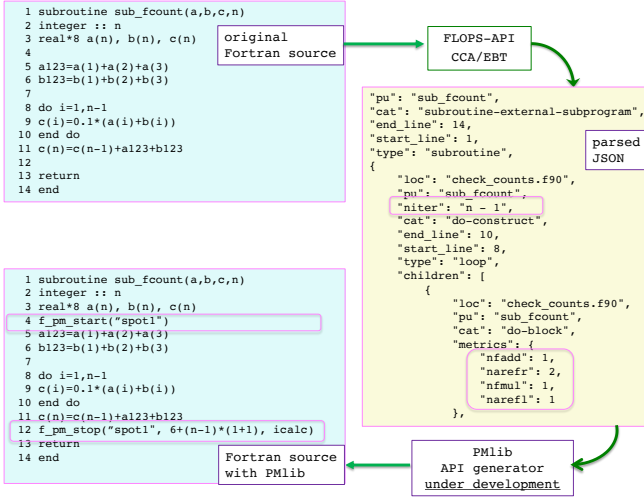 1 subroutine sub_fcount(a,b,c,n)
2 integer :: n
3 real*8 a(n), b(n), c(n)
4
5 a123=a(1)+a(2)+a(3)
6 b123=b(1)+b(2)+b(3)
7
8 do i=1,n-1
9 c(i)=0.1*(a(i)+b(i))
10 end do
11 c(n)=c(n-1)+a123+b123
12
13 return
14 end
original
Fortran source
FLOPS-API
CCA/EBT
"pu": "sub_fcount",
"cat": "subroutine-external-subprogram",
"end_line": 14,
"start_line": 1,
"type": "subroutine",
{
"loc": "check_counts.f90",
"pu": "sub_fcount",
"niter": "n - 1",
"cat": "do-construct",
"end_line": 10,
"start_line": 8,
"type": "loop",
"children": [
{
"loc": "check_counts.f90",
"pu": "sub_fcount",
"cat": "do-block",
"metrics": {
"nfadd": 1,
"narefr": 2,
"nfmul": 1,
"narefl": 1
},
parsed
JSON
1 subroutine sub_fcount(a,b,c,n)
2 integer :: n
3 real*8 a(n), b(n), c(n)
4 f_pm_start(“spot1”)
5 a123=a(1)+a(2)+a(3)
6 b123=b(1)+b(2)+b(3)
7
8 do i=1,n-1
9 c(i)=0.1*(a(i)+b(i))
10 end do
11 c(n)=c(n-1)+a123+b123
12 f_pm_stop(“spot1", 6+(n-1)*(1+1), icalc)
13 return
14 end
Fortran source
with PMlib
PMlib
API generator
under development